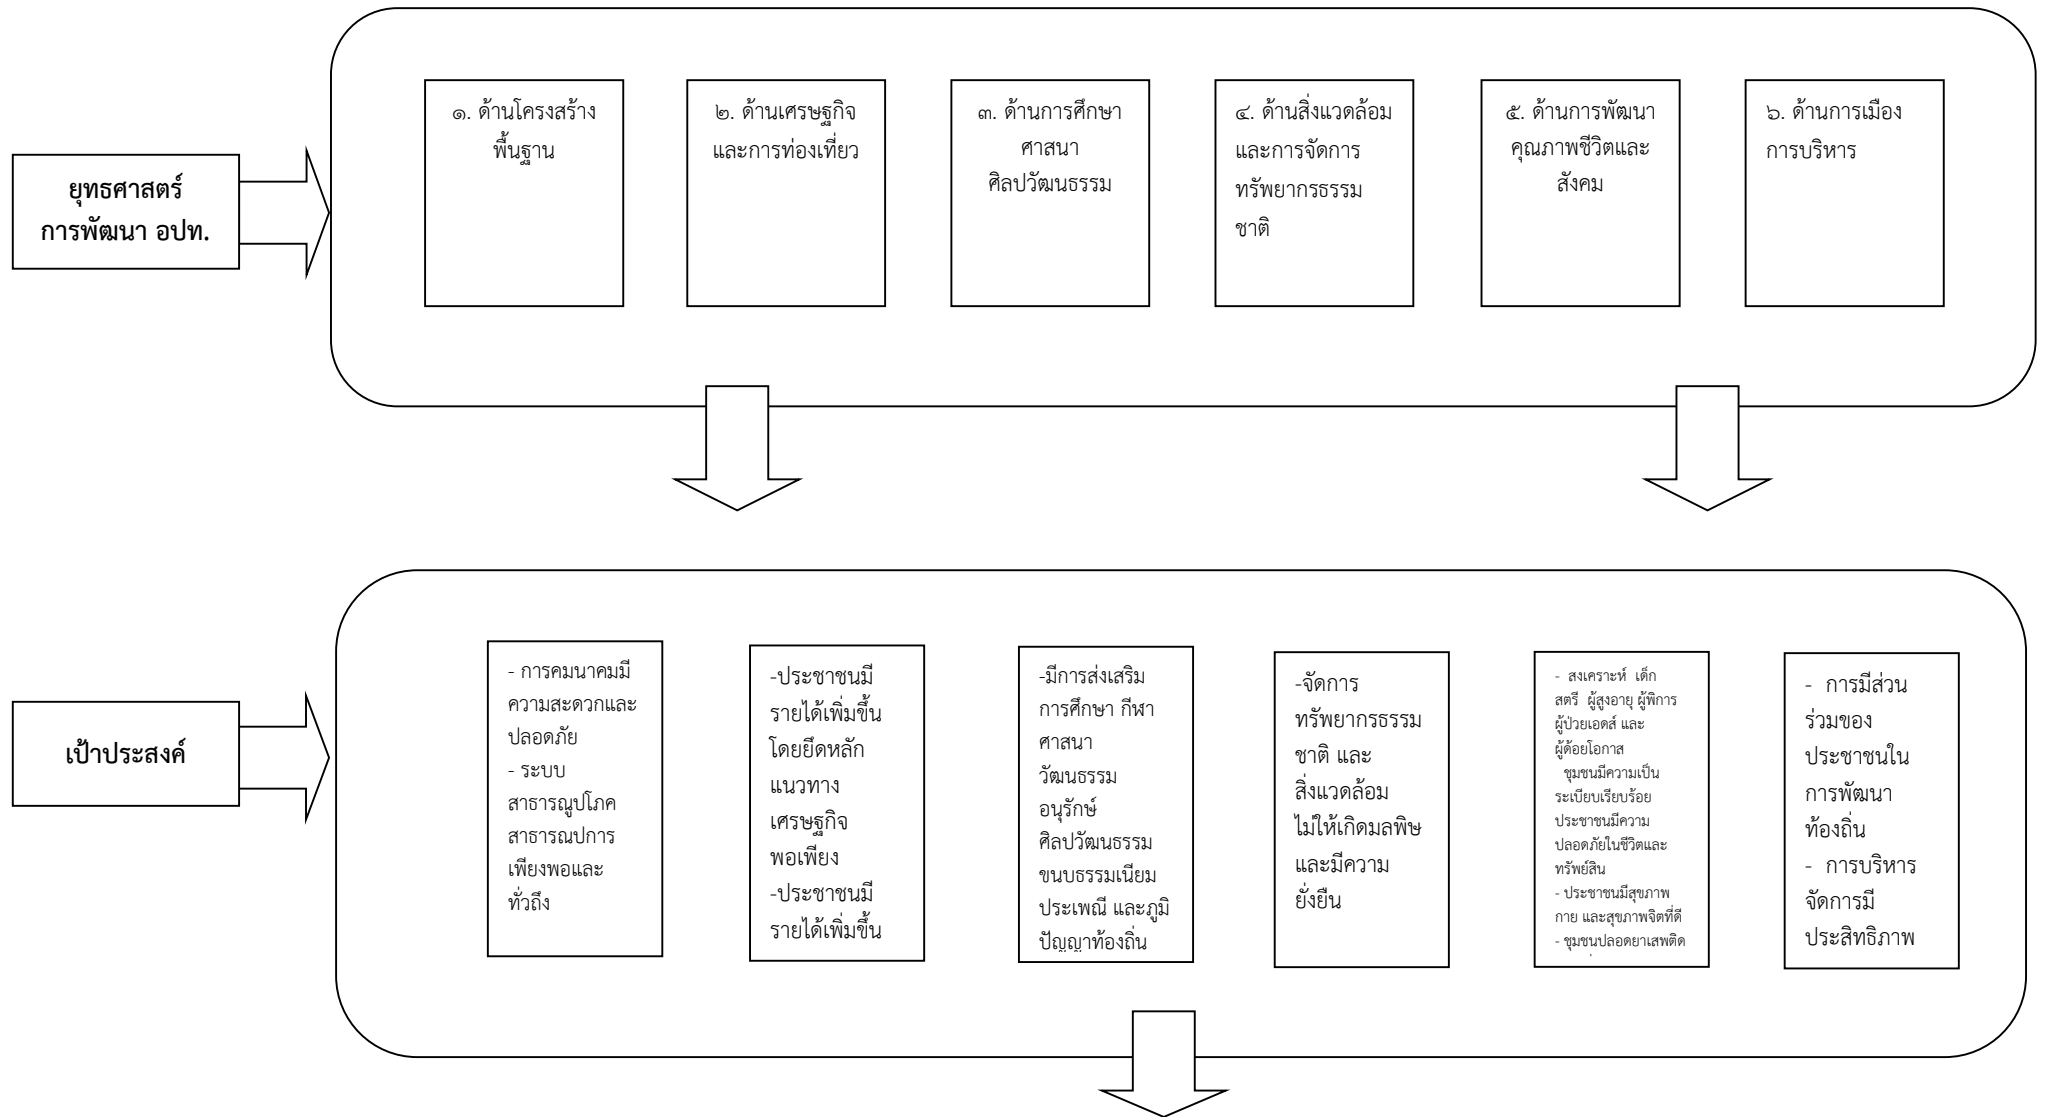 ยุทธศาสตร์
การพัฒนา อปท.
๑. ด้านโครงสร้าง
พื้นฐาน
๒. ด้านเศรษฐกิจ
และการท่องเที่ยว
๓. ด้านการศึกษา
ศาสนา
ศิลปวัฒนธรรม
๔. ด้านสิ่งแวดล้อม
และการจัดการ
ทรัพยากรธรรม
ชาติ
๕. ด้านการพัฒนา
คุณภาพชีวิตและ
สังคม
๖. ด้านการเมือง
การบริหาร
เป้าประสงค์
- การคมนาคมมี
ความสะดวกและ
ปลอดภัย
- ระบบ
สาธารณูปโภค
สาธารณปการ
เพียงพอและ
ทั่วถึง
-ประชาชนมี
รายได้เพิ่มขึ้น
โดยยึดหลัก
แนวทาง
เศรษฐกิจ
พอเพียง
-ประชาชนมี
รายได้เพิ่มขึ้น
-มีการส่งเสริม
การศึกษา กีฬา
ศาสนา
วัฒนธรรม
อนุรักษ์
ศิลปวัฒนธรรม
ขนบธรรมเนียม
ประเพณี และภูมิ
ปัญญาท้องถิ่น
-จัดการ
ทรัพยากรธรรม
ชาติ และ
สิ่งแวดล้อม
ไม่ให้เกิดมลพิษ
และมีความ
ยั่งยืน
- สงเคราะห์ เด็ก
สตรี ผู้สูงอายุ ผู้พิการ
ผู้ป่วยเอดส์ และ
ผู้ด้อยโอกาส
ชุมชนมีความเป็น
ระเบียบเรียบร้อย
ประชาชนมีความ
ปลอดภัยในชีวิตและ
ทรัพย์สิน
- ประชาชนมีสุขภาพ
กาย และสุขภาพจิตที่ดี
- ชุมชนปลอดยาเสพติด
- การมีส่วน
ร่วมของ
ประชาชนใน
การพัฒนา
ท้องถิ่น
- การบริหาร
จัดการมี
ประสิทธิภาพ